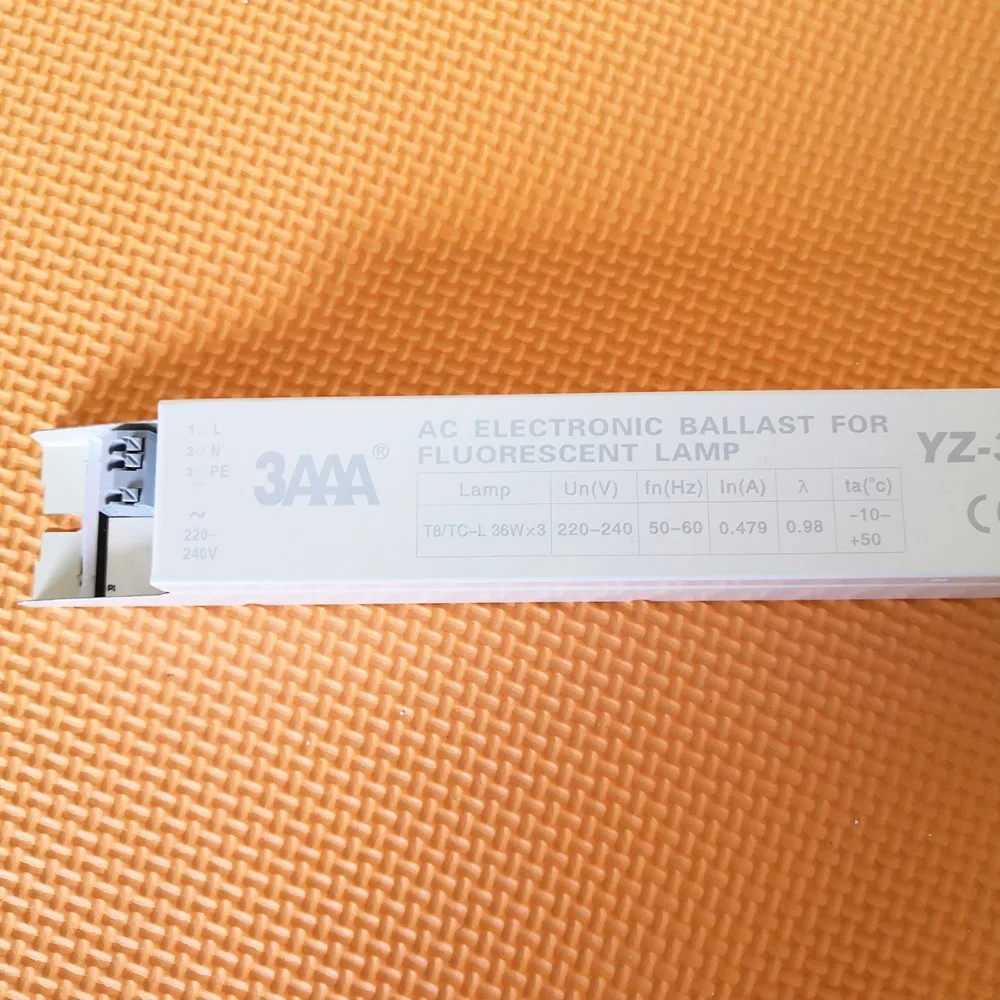 1○ L
2○ N
3○ PE
~
220-
240V
3AAA®
AC ELECTRONIC BALLAST FOR
FLUORESCENT LAMP
Lamp Un(V) fn(Hz) In(A) λ ta(°c)
T8/TC-L 36W×3 220-240 50-60 0.479 0.98 -10-
+50
YZ-3
CE